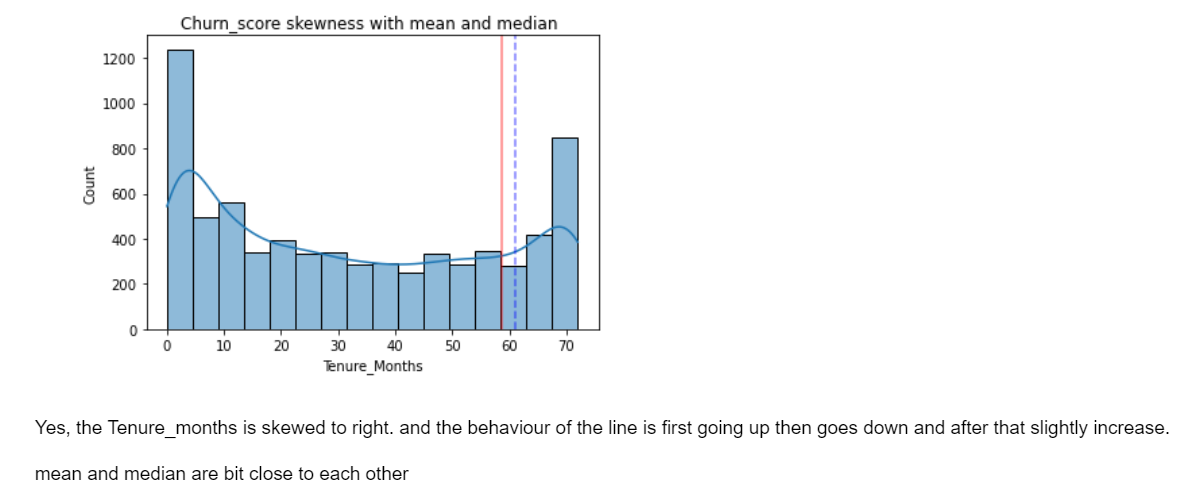 Churn_score skewness with mean and median
1200
1000
800
600
400
200
0
Count
0 10 20 30 40 50 60 70
Tenure_Months
Yes, the Tenure_months is skewed to right. and the behaviour of the line is first going up then goes down and after that slightly increase.
mean and median are bit close to each other